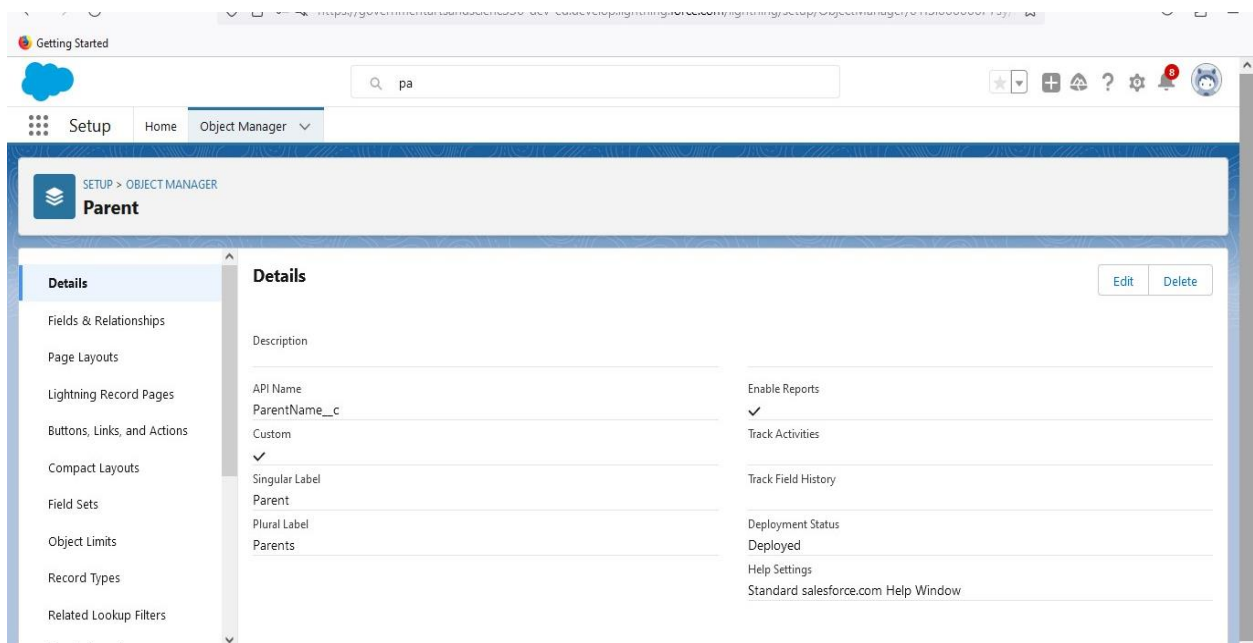 Getting Started
pa
8
Setup Home Object Manager
SETUP > OBJECT MANAGER
Parent
Details
Fields & Relationships
Page Layouts
Lightning Record Pages
Buttons, Links, and Actions
Compact Layouts
Field Sets
Object Limits
Record Types
Related Lookup Filters
Details
Edit Delete
Description
API Name
ParentName__c
Custom
Singular Label
Parent
Plural Label
Parents
Enable Reports
Track Activities
Track Field History
Deployment Status
Deployed
Help Settings
Standard salesforce.com Help Window